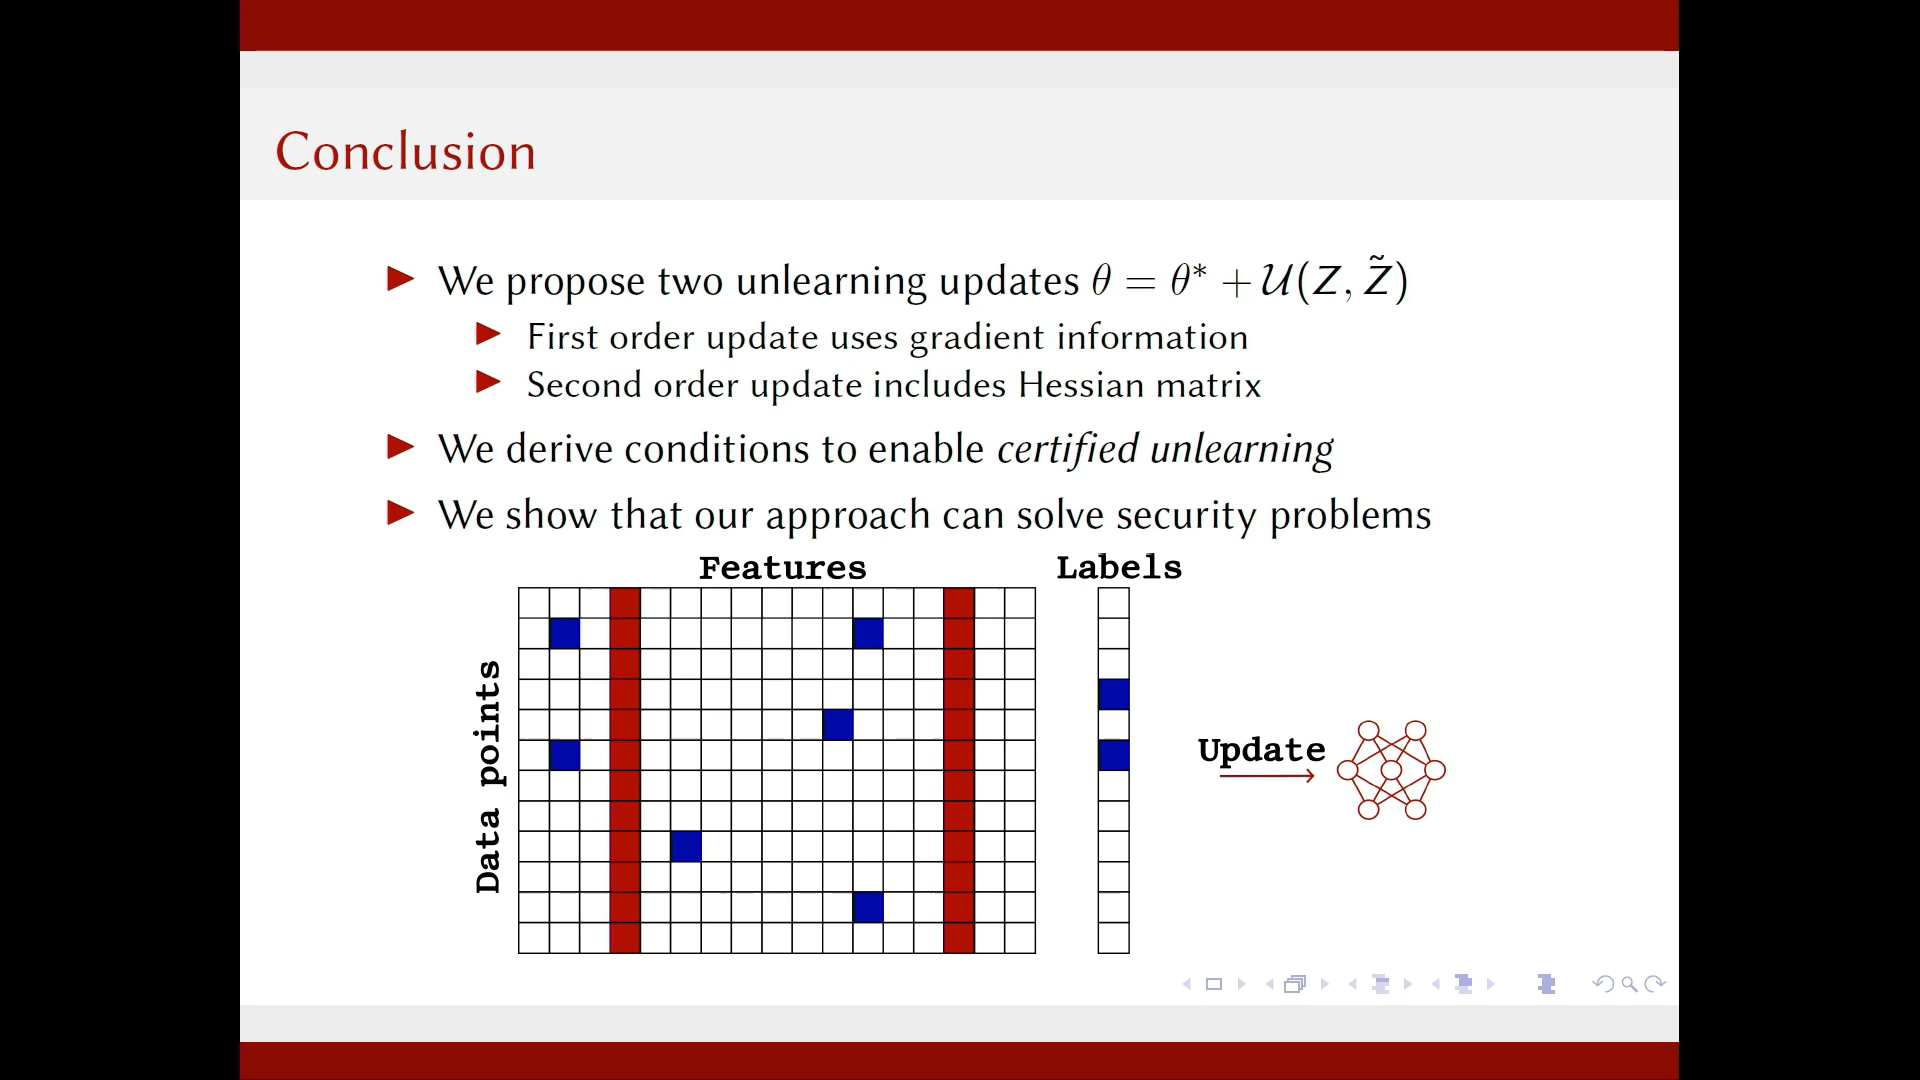 Conclusion
We propose two unlearning updates θ = θ* + 𝒰(Z, Z̃)
First order update uses gradient information
Second order update includes Hessian matrix
We derive conditions to enable certified unlearning
We show that our approach can solve security problems
Features
Labels
Data points
Update